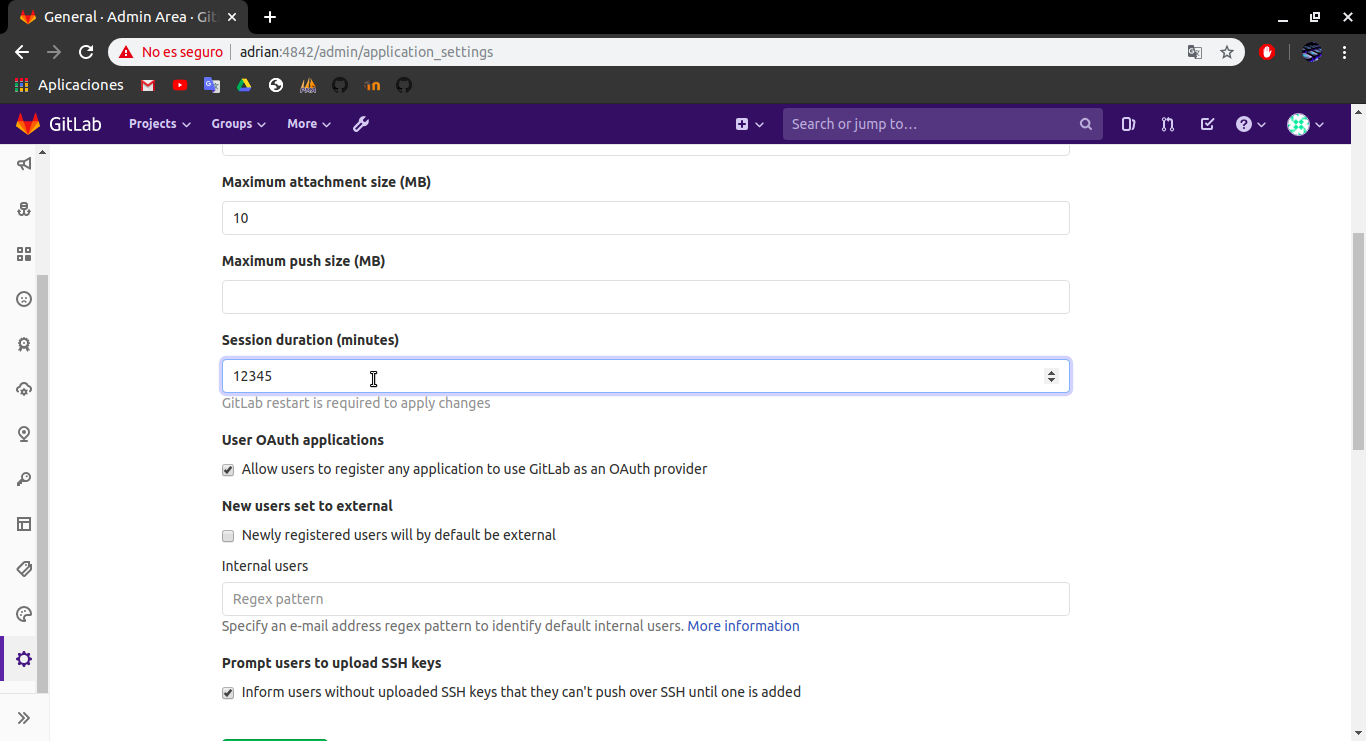 General · Admin Area · Git
No es seguro
adrian:4842/admin/application_settings
Aplicaciones
GitLab
Projects
Groups
More
Search or jump to…
Maximum attachment size (MB)
10
Maximum push size (MB)
Session duration (minutes)
12345
GitLab restart is required to apply changes
User OAuth applications
Allow users to register any application to use GitLab as an OAuth provider
New users set to external
Newly registered users will by default be external
Internal users
Regex pattern
Specify an e-mail address regex pattern to identify default internal users. More information
Prompt users to upload SSH keys
Inform users without uploaded SSH keys that they can't push over SSH until one is added